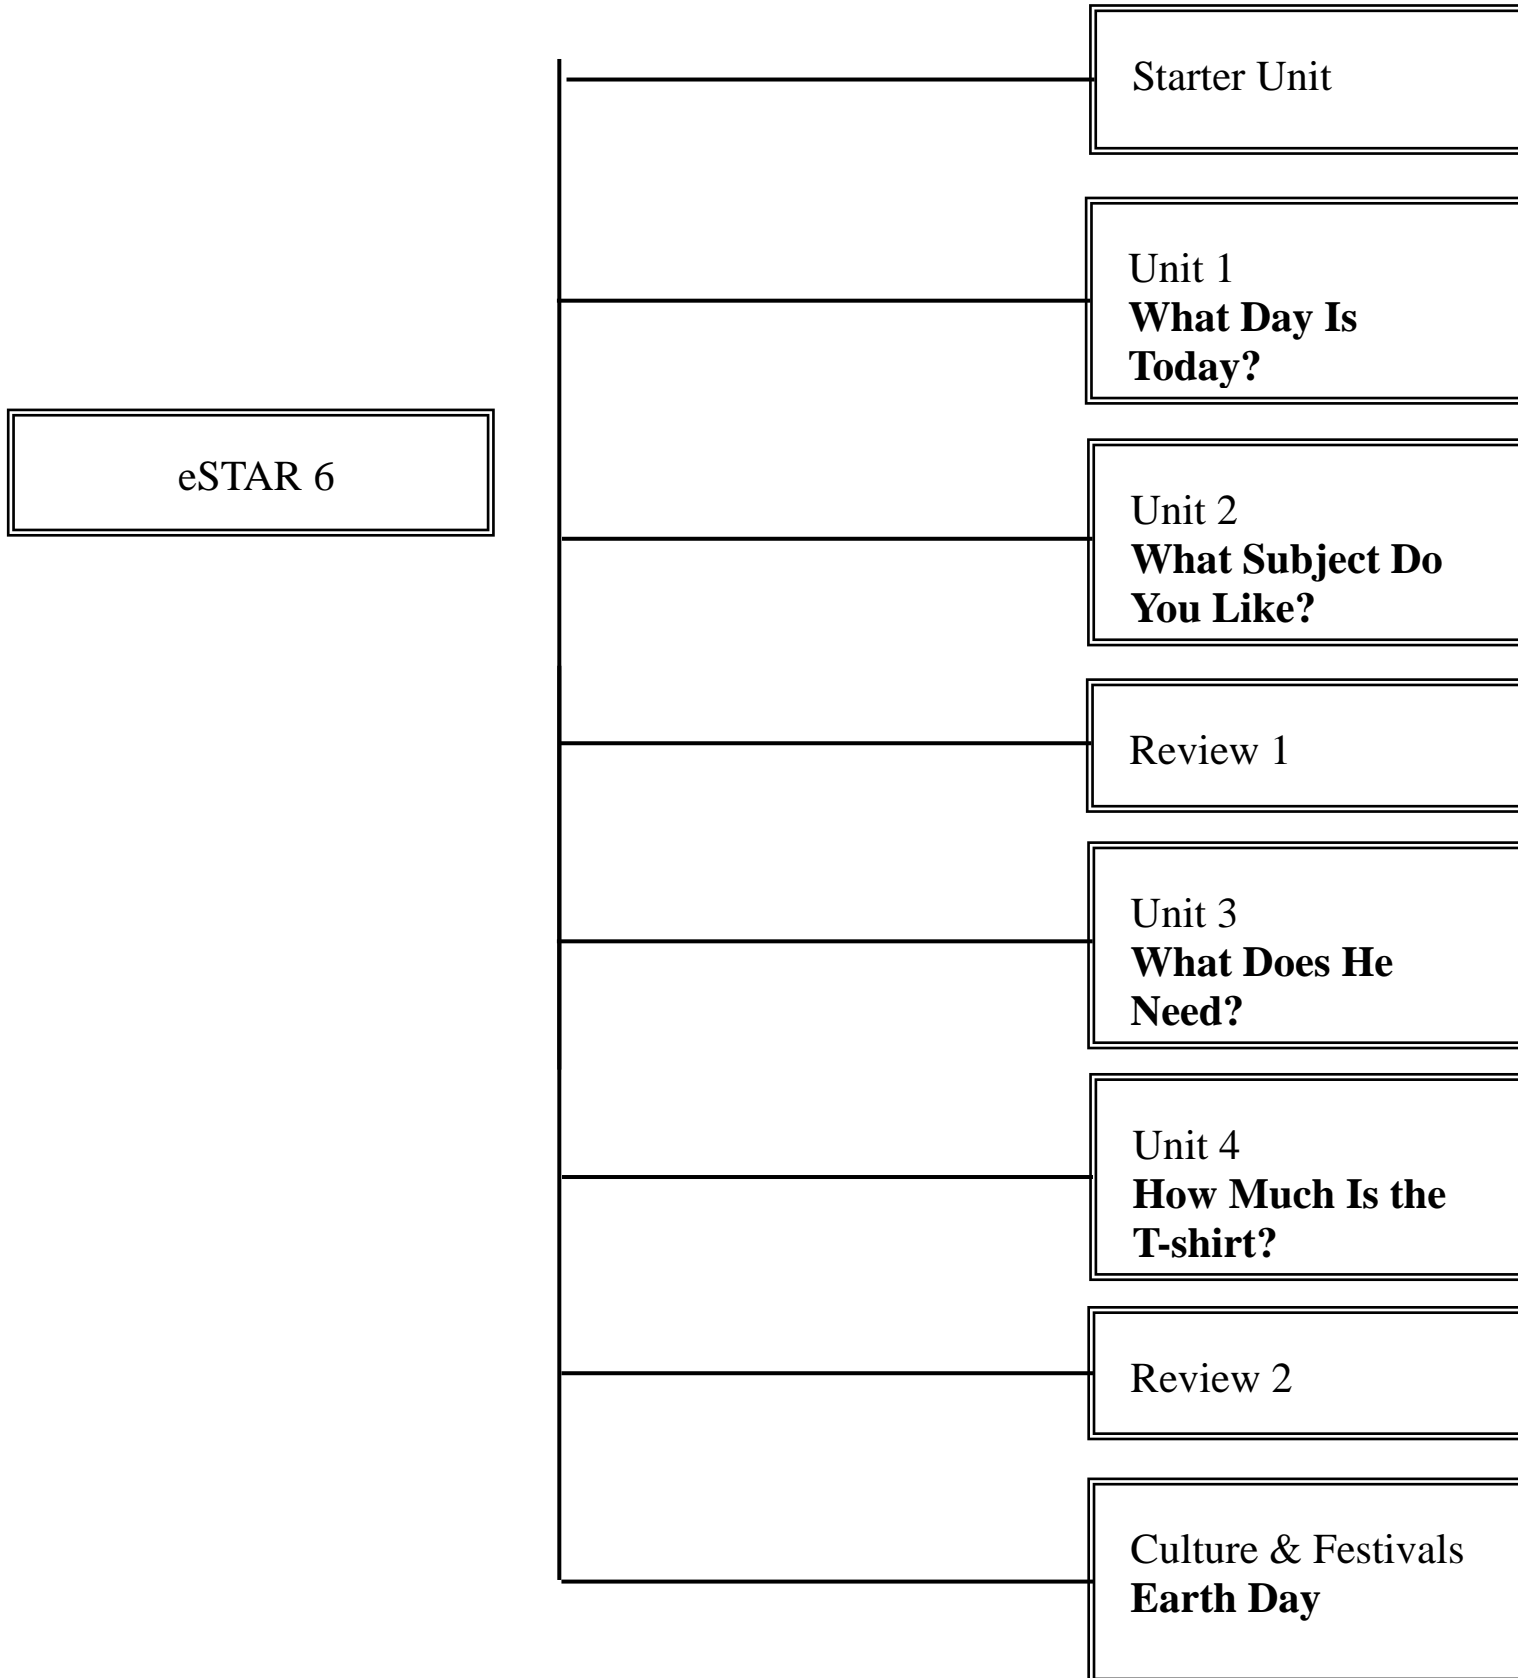 eSTAR 6
Starter Unit
Unit 1
What Day Is
Today?
Unit 2
What Subject Do
You Like?
Review 1
Unit 3
What Does He
Need?
Unit 4
How Much Is the
T-shirt?
Review 2
Culture & Festivals
Earth Day